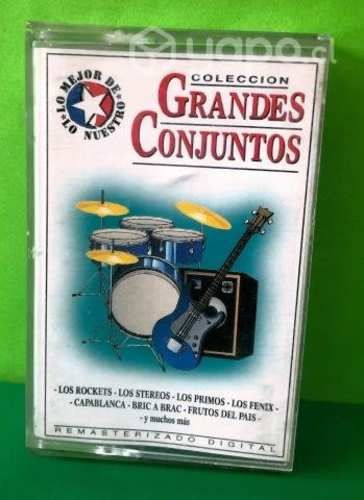 yapo.cl
LO MEJOR DE
LO NUESTRO
COLECCION
GRANDES
CONJUNTOS
- LOS ROCKETS - LOS STEREOS - LOS PRIMOS - LOS FENIX -
- CAPABLANCA - BRIC A BRAC - FRUTOS DEL PAIS -
- y muchos más
REMASTERIZADO DIGITAL